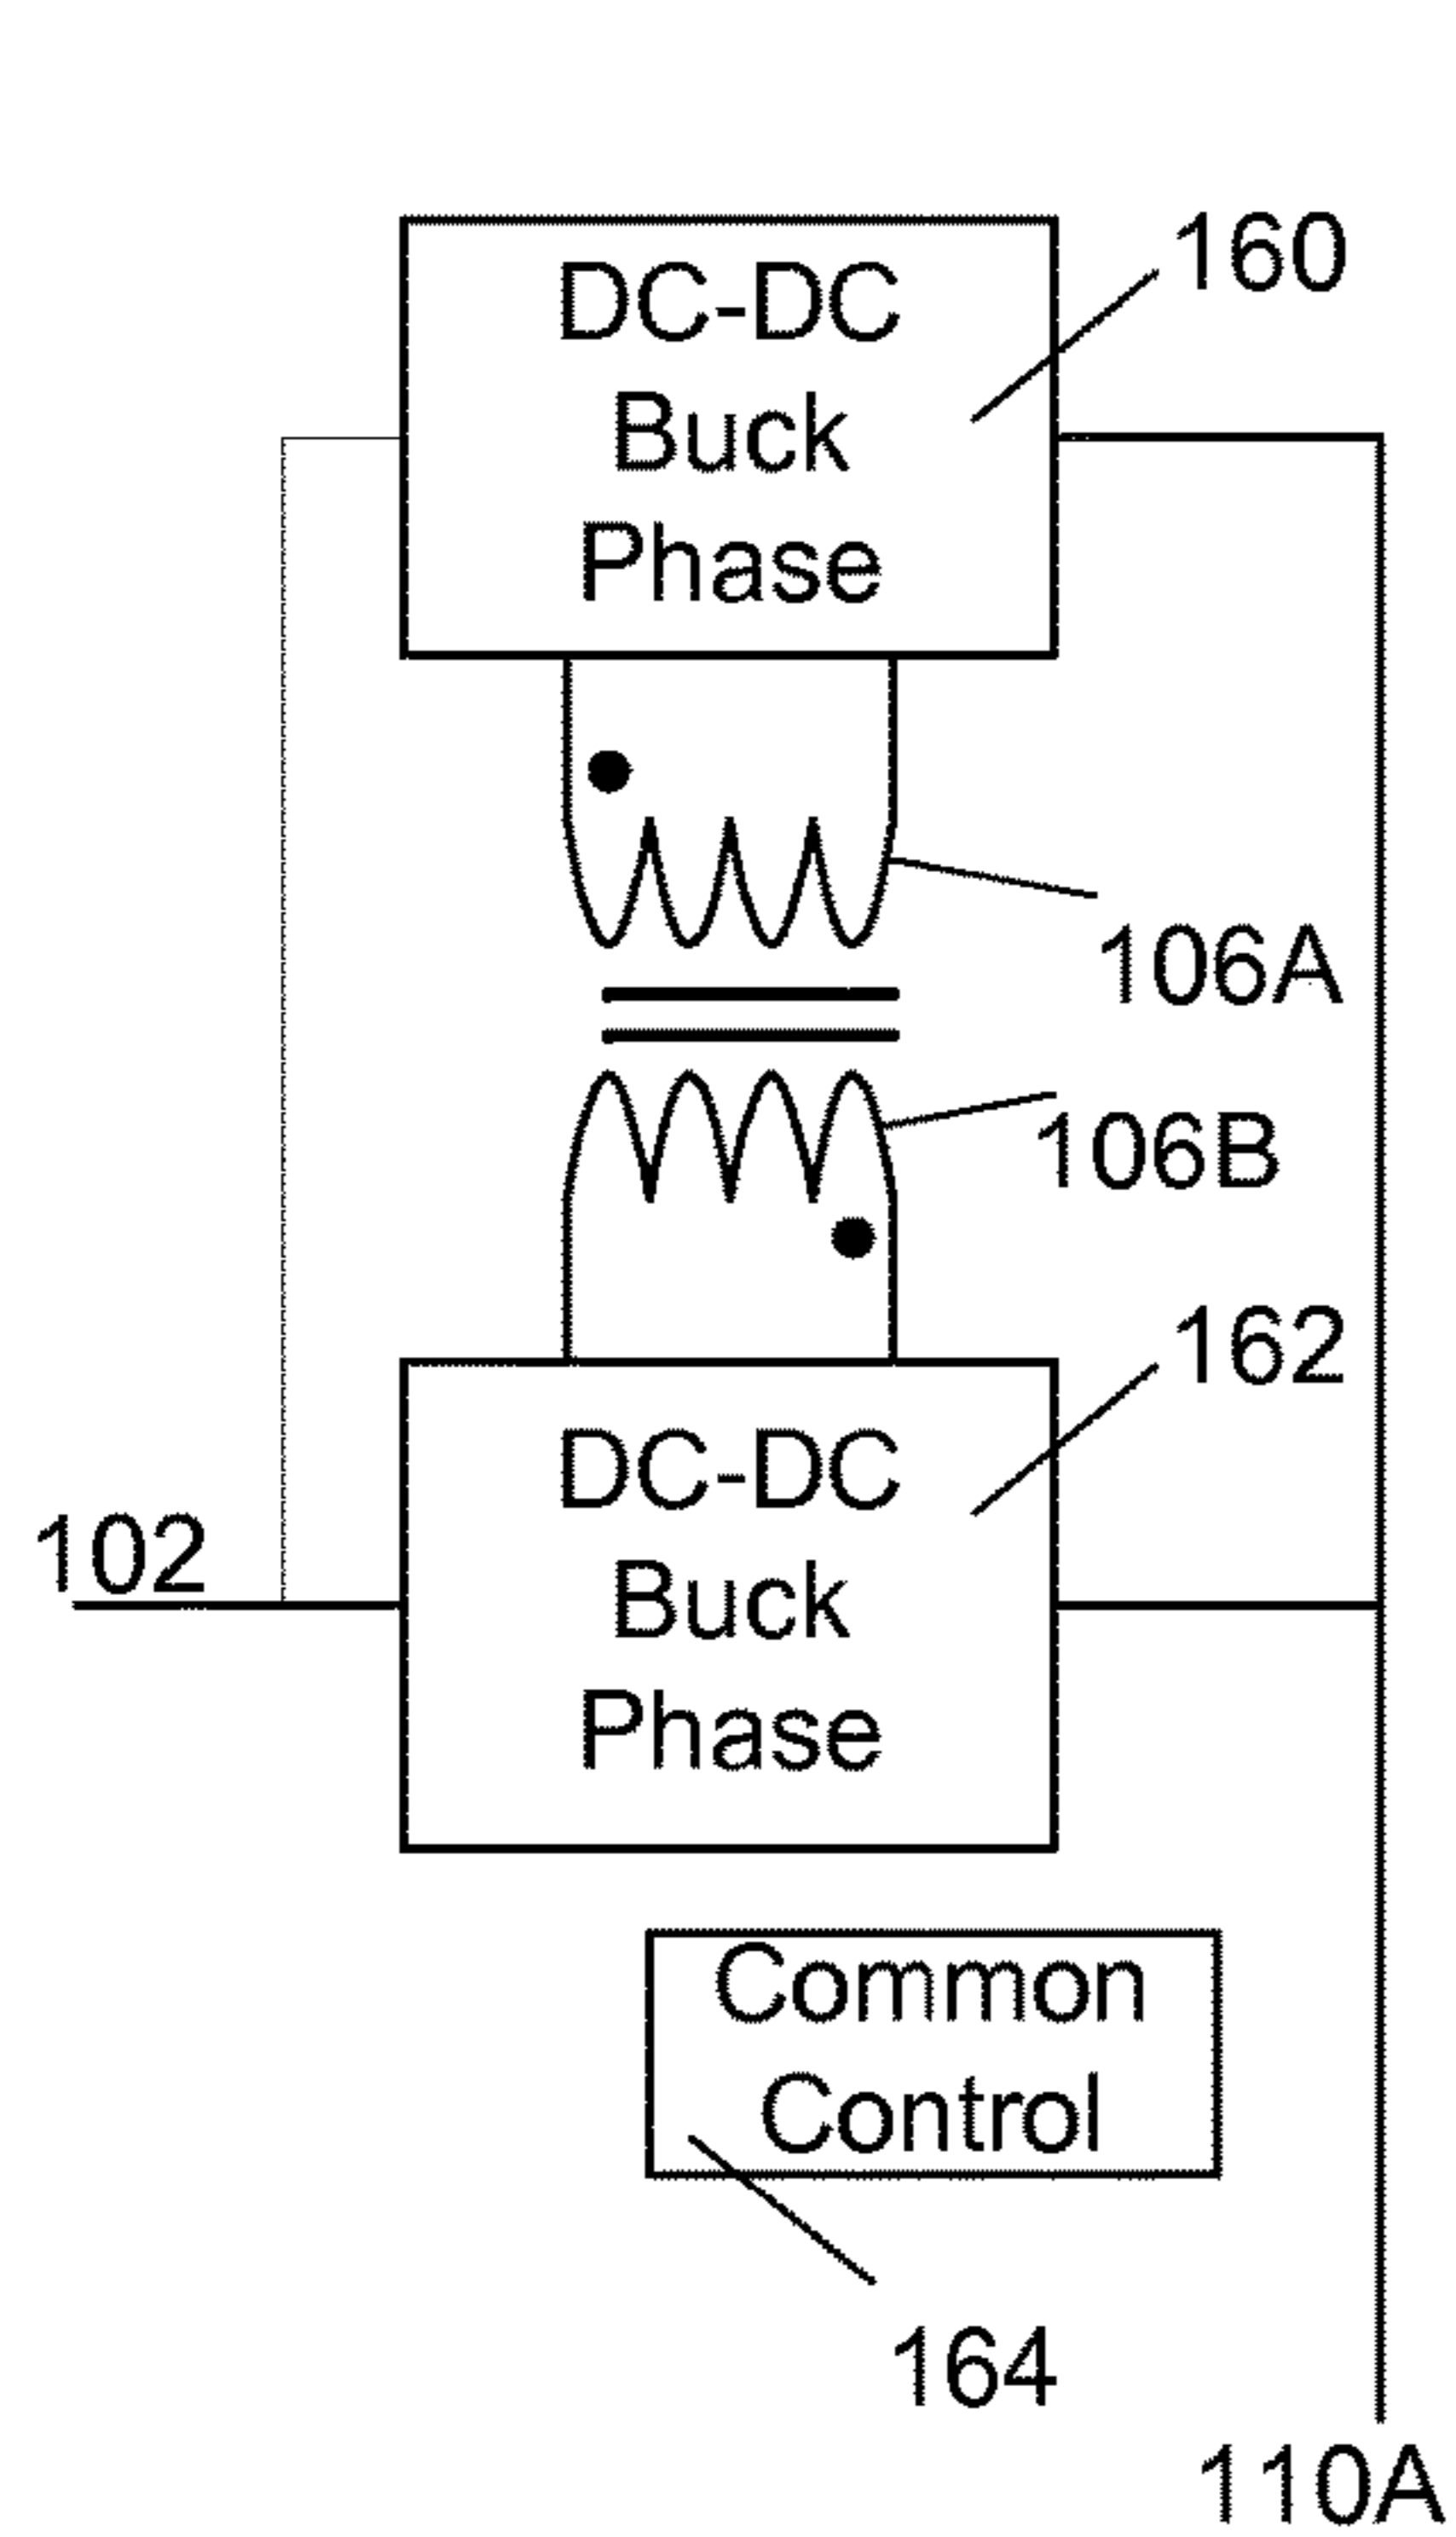 160
DC-DC
Buck
Phase
106A
106B
162
DC-DC
Buck
Phase
102
Common
Control
164
110A